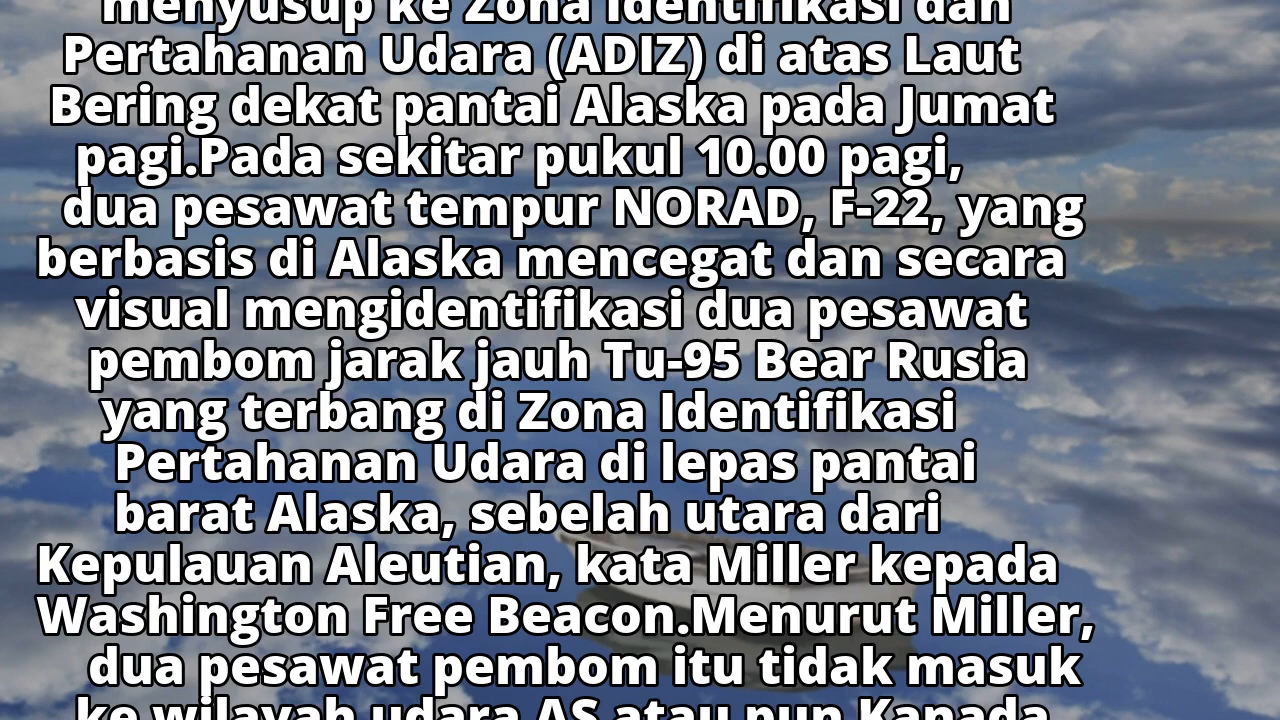 menyusup ke Zona Identifikasi dan
Pertahanan Udara (ADIZ) di atas Laut
Bering dekat pantai Alaska pada Jumat
pagi.Pada sekitar pukul 10.00 pagi,
dua pesawat tempur NORAD, F-22, yang
berbasis di Alaska mencegat dan secara
visual mengidentifikasi dua pesawat
pembom jarak jauh Tu-95 Bear Rusia
yang terbang di Zona Identifikasi
Pertahanan Udara di lepas pantai
barat Alaska, sebelah utara dari
Kepulauan Aleutian, kata Miller kepada
Washington Free Beacon.Menurut Miller,
dua pesawat pembom itu tidak masuk
ke wilayah udara AS atau pun Kanada